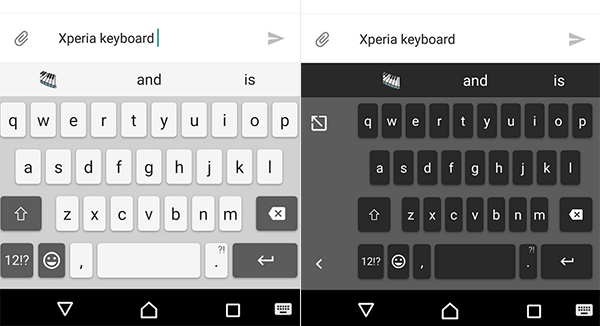 Xperia keyboard
and is
q w e r t y u i o p
a s d f g h j k l
z x c v b n m
12!? , ?! .
Xperia keyboard
and is
q w e r t y u i o p
a s d f g h j k l
z x c v b n m
12!? , ?! .